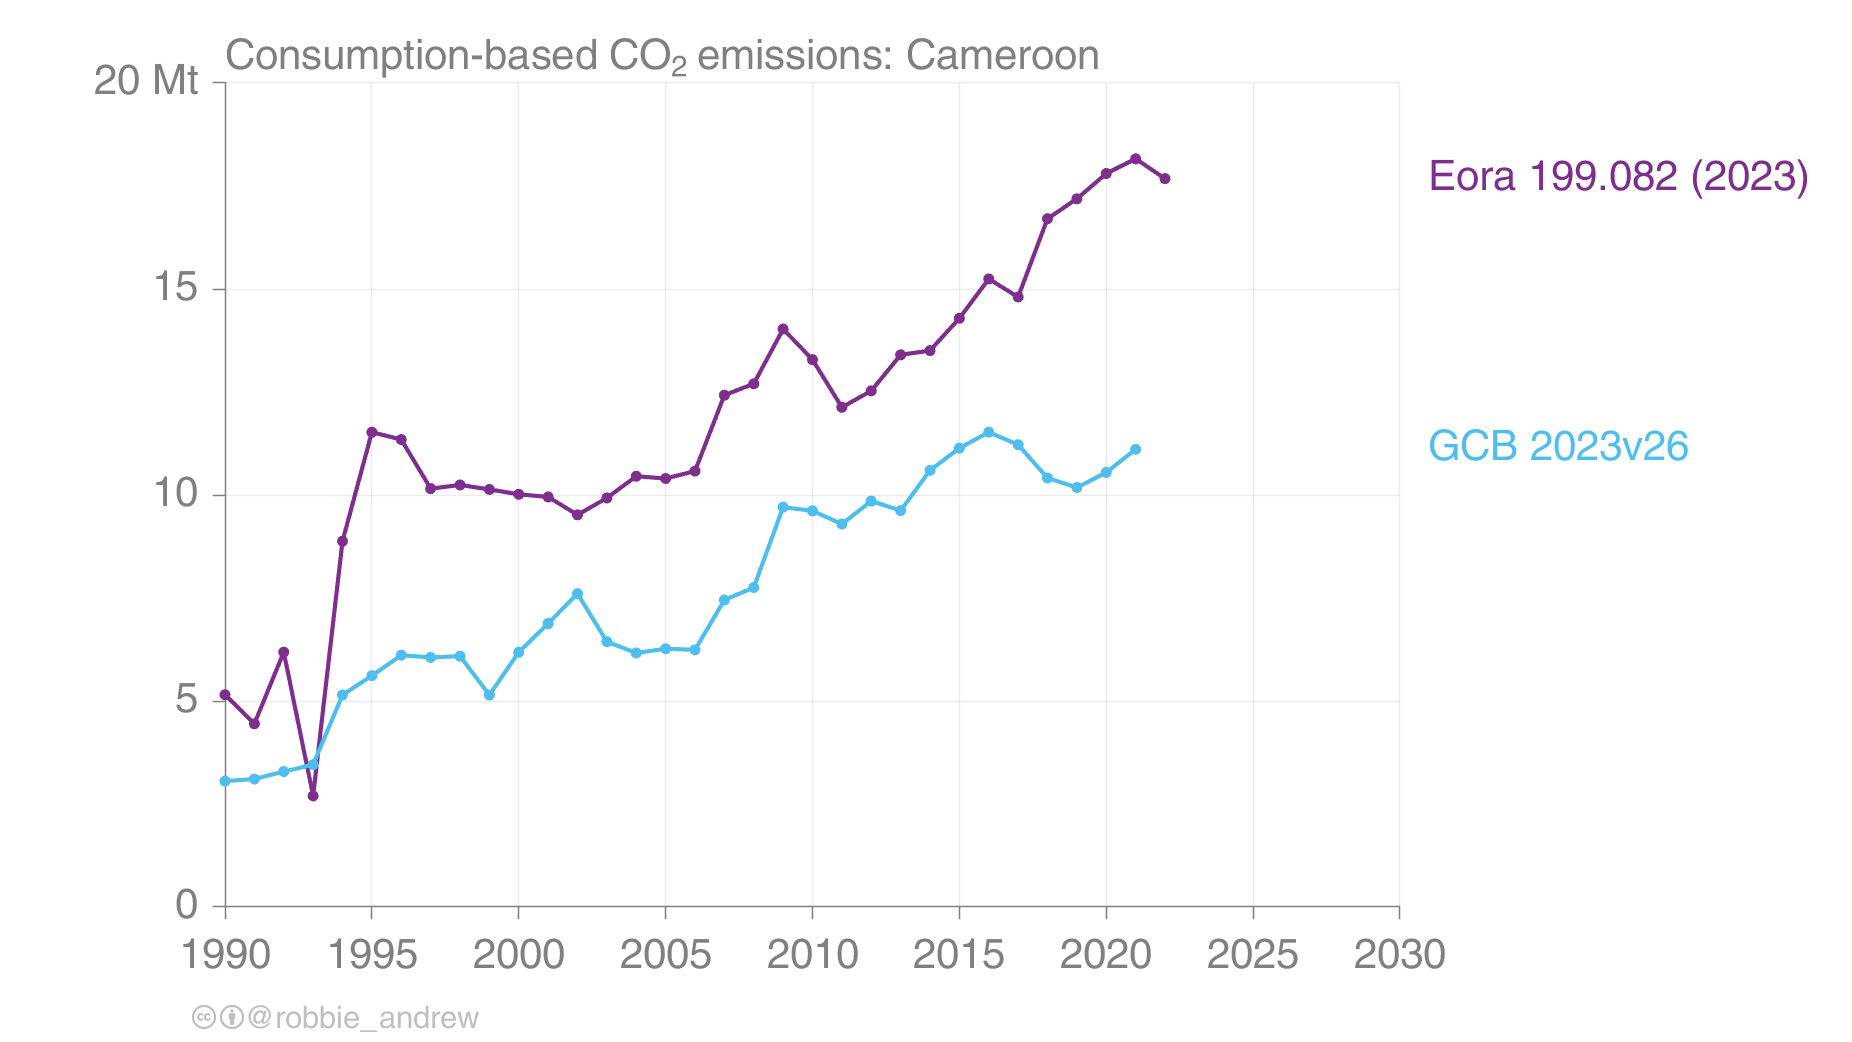 Consumption-based CO₂ emissions: Cameroon
20 Mt
15
10
5
0
1990 1995 2000 2005 2010 2015 2020 2025 2030
Eora 199.082 (2023)
GCB 2023v26
cc @robbie_andrew